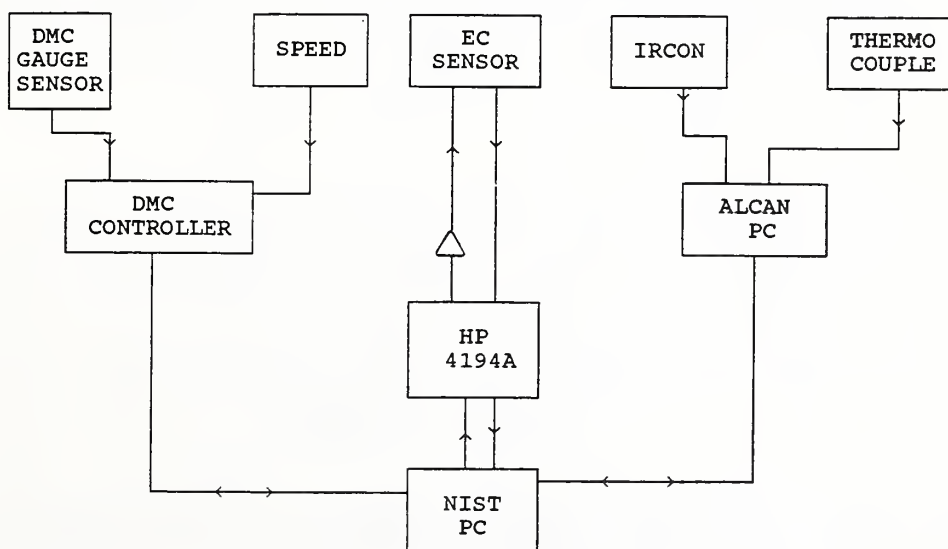 DMC
GAUGE
SENSOR
SPEED
EC
SENSOR
IRCON
THERMO
COUPLE
DMC
CONTROLLER
ALCAN
PC
HP
4194A
NIST
PC